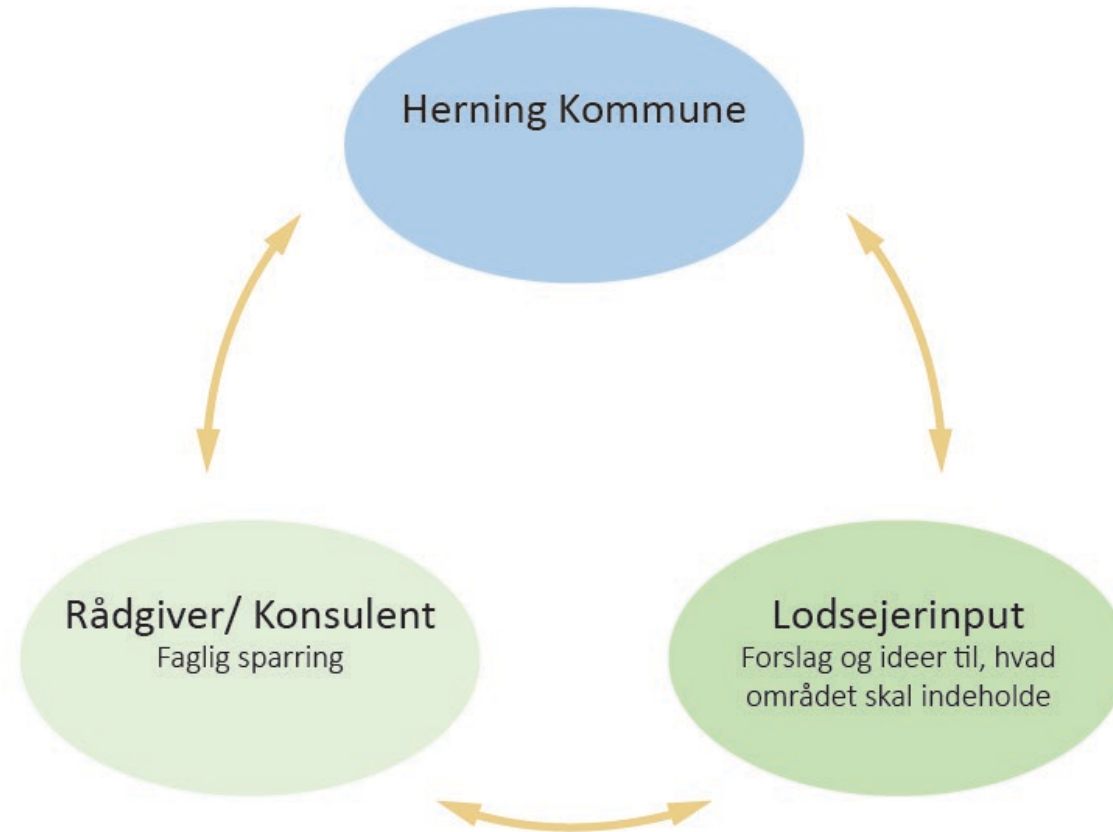 Herning Kommune
Rådgiver/ Konsulent
Faglig sparring
Lodsejerinput
Forslag og ideer til, hvad
området skal indeholde